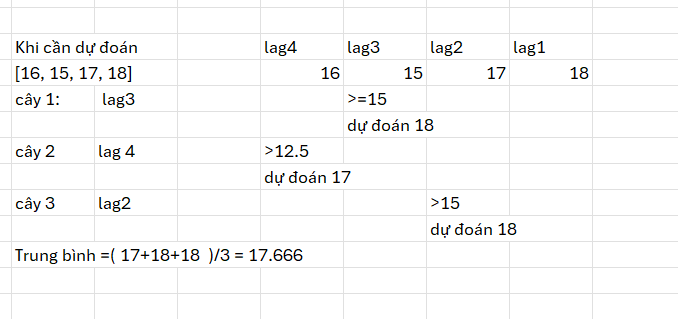 Khi cần dự đoán lag4 lag3 lag2 lag1
[16, 15, 17, 18] 16 15 17 18
cây 1: lag3 >=15
dự đoán 18
cây 2 lag 4 >12.5
dự đoán 17
cây 3 lag2 >15
dự đoán 18
Trung bình =( 17+18+18 )/3 = 17.666